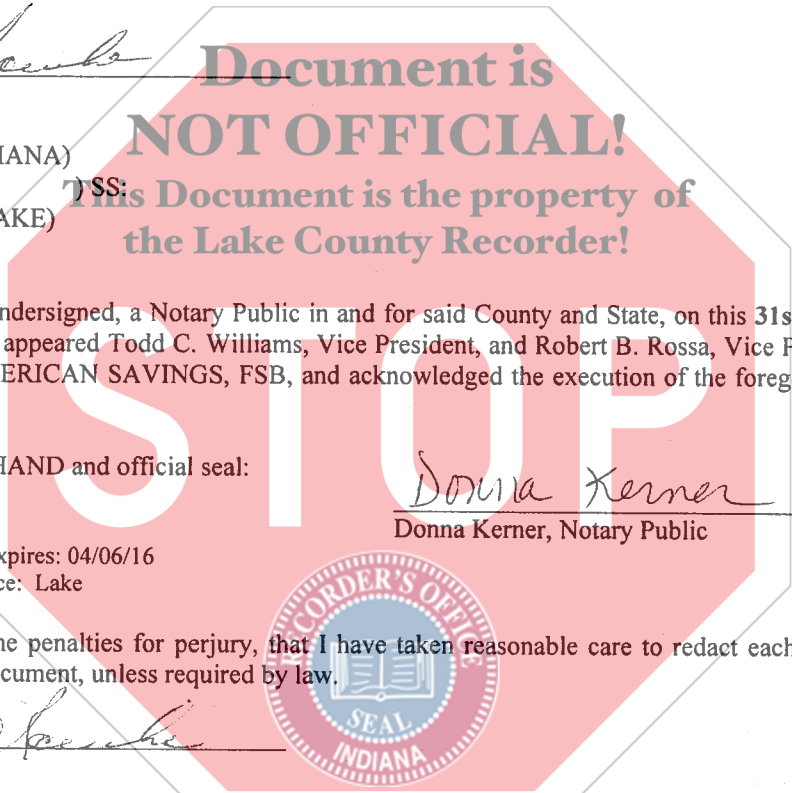 Document is
NOT OFFICIAL!
This Document is the property of
the Lake County Recorder!
IANA)
) SS:
AKE)
ndersigned, a Notary Public in and for said County and State, on this 31s
appeared Todd C. Williams, Vice President, and Robert B. Rossa, Vice P
ERICAN SAVINGS, FSB, and acknowledged the execution of the foreg
STOP
HAND and official seal:
Donna Kerner
Donna Kerner, Notary Public
xpires: 04/06/16
ce: Lake
RECORDER'S OFFICE
ne penalties for perjury, that I have taken reasonable care to redact each
cument, unless required by law.
SEAL
INDIANA